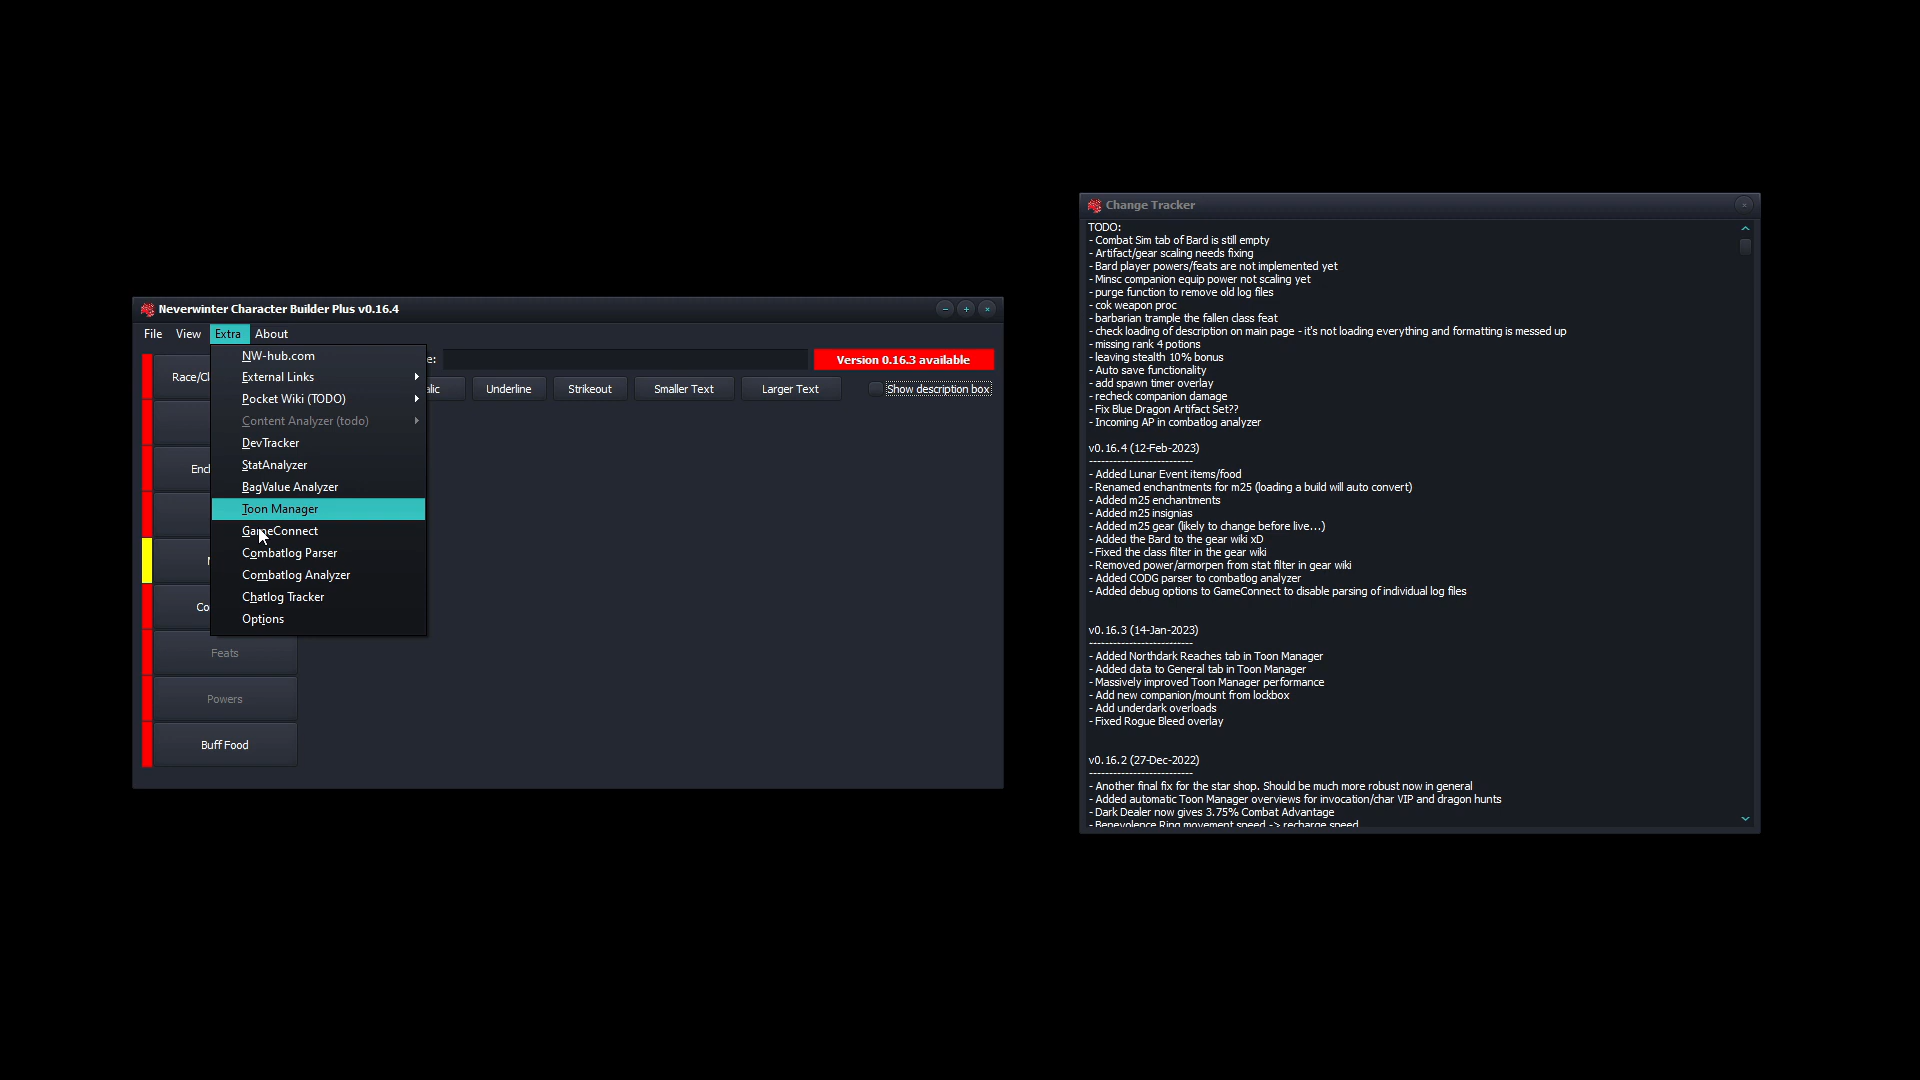 Neverwinter Character Builder Plus v0.16.4
File View Extra About
NW-hub.com
External Links
Pocket Wiki (TODO)
Content Analyzer (todo)
DevTracker
StatAnalyzer
BagValue Analyzer
Toon Manager
GameConnect
Combatlog Parser
Combatlog Analyzer
Chatlog Tracker
Options
e:
Version 0.16.3 available
alic Underline Strikeout Smaller Text Larger Text Show description box
Race/Cl
Encl
Co
Feats
Powers
Buff Food
Change Tracker
TODO:
- Combat Sim tab of Bard is still empty
- Artifact/gear scaling needs fixing
- Bard player powers/feats are not implemented yet
- Minsc companion equip power not scaling yet
- purge function to remove old log files
- cok weapon proc
- barbarian trample the fallen class feat
- check loading of description on main page - it's not loading everything and formatting is messed up
- missing rank 4 potions
- leaving stealth 10% bonus
- Auto save functionality
- add spawn timer overlay
- recheck companion damage
- Fix Blue Dragon Artifact Set??
- Incoming AP in combatlog analyzer
v0.16.4 (12-Feb-2023)
--------------------------
- Added Lunar Event items/food
- Renamed enchantments for m25 (loading a build will auto convert)
- Added m25 enchantments
- Added m25 insignias
- Added m25 gear (likely to change before live...)
- Added the Bard to the gear wiki xD
- Fixed the class filter in the gear wiki
- Removed power/armorpen from stat filter in gear wiki
- Added CODG parser to combatlog analyzer
- Added debug options to GameConnect to disable parsing of individual log files
v0.16.3 (14-Jan-2023)
--------------------------
- Added Northdark Reaches tab in Toon Manager
- Added data to General tab in Toon Manager
- Massively improved Toon Manager performance
- Add new companion/mount from lockbox
- Add underdark overloads
- Fixed Rogue Bleed overlay
v0.16.2 (27-Dec-2022)
--------------------------
- Another final fix for the star shop. Should be much more robust now in general
- Added automatic Toon Manager overviews for invocation/char VIP and dragon hunts
- Dark Dealer now gives 3.75% Combat Advantage
- Benevolence Ring movement speed -> recharge speed